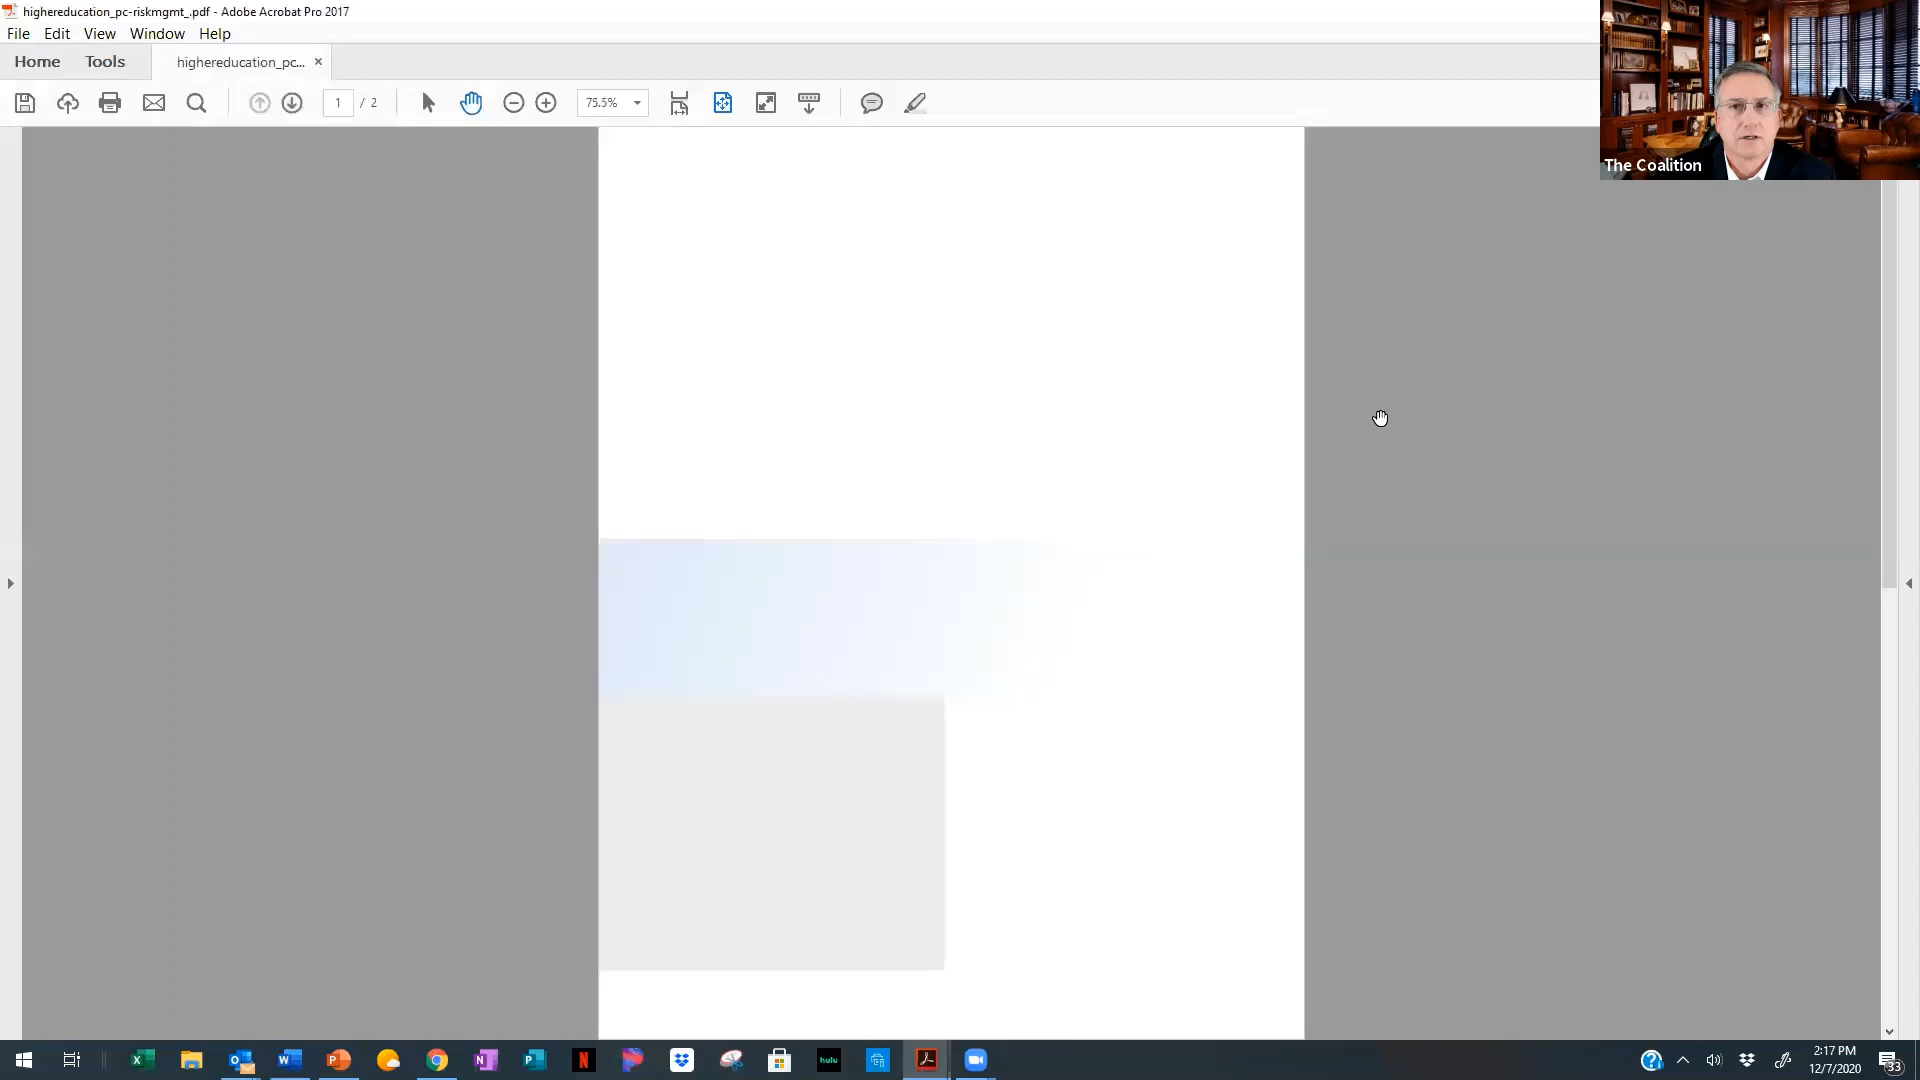 highereducation_pc-riskmgmt_.pdf - Adobe Acrobat Pro 2017
File Edit View Window Help
Home Tools highereducation_pc... ×
1 / 2 75.5%
The Coalition
hulu
2:17 PM
12/7/2020
33